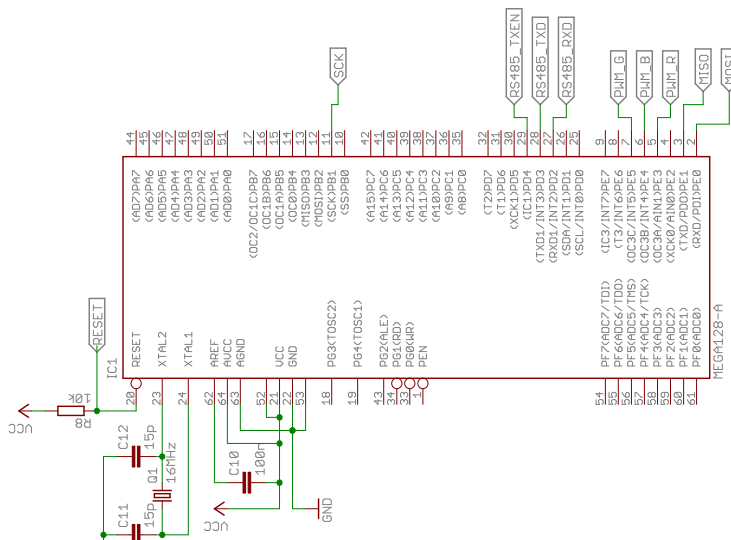 SCK
RS485_TXEN
RS485_TXD
RS485_RXD
PWM_G
PWM_B
PWM_R
MISO
MOSI
44
45
46
47
48
49
50
51
17
16
15
14
13
12
11
10
42
41
40
39
38
37
36
35
32
31
30
29
28
27
26
25
9
8
7
6
5
4
3
2
(AD7)PA7
(AD6)PA6
(AD5)PA5
(AD4)PA4
(AD3)PA3
(AD2)PA2
(AD1)PA1
(AD0)PA0
(OC2/OC1C)PB7
(OC1B)PB6
(OC1A)PB5
(OC0)PB4
(MISO)PB3
(MOSI)PB2
(SCK)PB1
(SS)PB0
(A15)PC7
(A14)PC6
(A13)PC5
(A12)PC4
(A11)PC3
(A10)PC2
(A9)PC1
(A8)PC0
(T2)PD7
(T1)PD6
(XCK1)PD5
(IC1)PD4
(TXD1/INT3)PD3
(RXD1/INT2)PD2
(SDA/INT1)PD1
(SCL/INT0)PD0
(IC3/INT7)PE7
(T3/INT6)PE6
(OC3C/INT5)PE5
(OC3B/INT4)PE4
(OC3A/AIN1)PE3
(XCK0/AIN0)PE2
(TXD/PDO)PE1
(RXD/PDI)PE0
RESET
IC1
RESET
XTAL2
XTAL1
AREF
AVCC
AGND
VCC
GND
PG3(TOSC2)
PG4(TOSC1)
PG2(ALE)
PG1(RD)
PG0(WR)
PEN
PF7(ADC7/TDI)
PF6(ADC6/TDO)
PF5(ADC5/TMS)
PF4(ADC4/TCK)
PF3(ADC3)
PF2(ADC2)
PF1(ADC1)
PF0(ADC0)
MEGA128-A
20
23
24
62
64
63
52
21
22
53
18
19
43
34
33
1
54
55
56
57
58
59
60
61
10k
R8
VCC
C12
15p
Q1
16MHz
C11
15p
C10
100n
VCC
GND